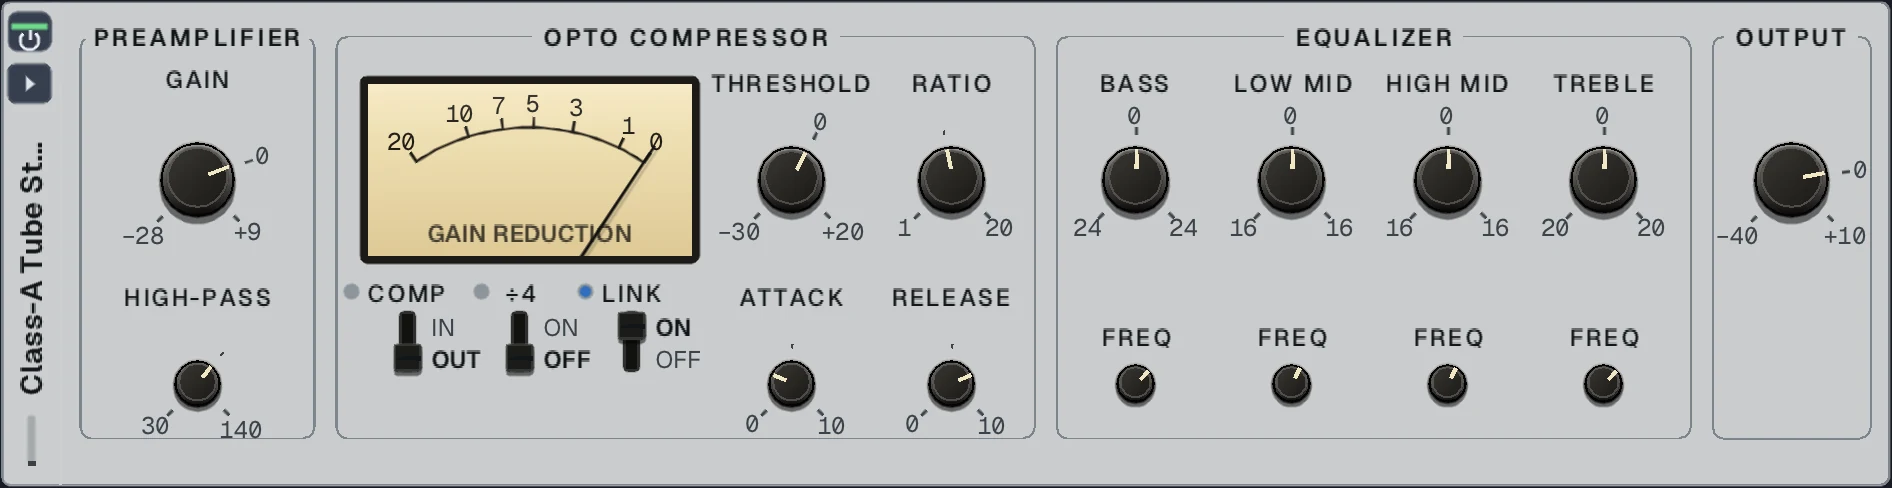 Class-A Tube St...
PREAMPLIFIER
GAIN
-0
-28
+9
HIGH-PASS
30
140
OPTO COMPRESSOR
20
10
7
5
3
1
0
GAIN REDUCTION
COMP
IN
OUT
÷4
ON
OFF
LINK
ON
OFF
THRESHOLD
0
-30
+20
RATIO
1
20
ATTACK
0
10
RELEASE
0
10
EQUALIZER
BASS
0
24
24
LOW MID
0
16
16
HIGH MID
0
16
16
TREBLE
0
20
20
FREQ
FREQ
FREQ
FREQ
OUTPUT
-0
-40
+10